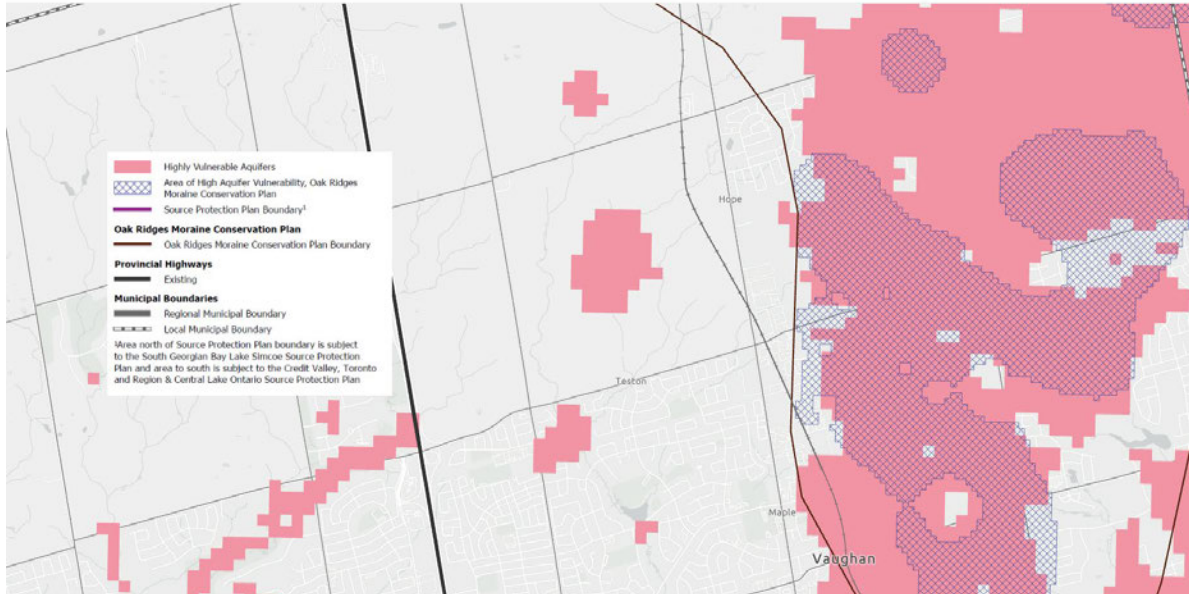 Highly Vulnerable Aquifers
Area of High Aquifer Vulnerability, Oak Ridges
Moraine Conservation Plan
Source Protection Plan Boundary¹
Oak Ridges Moraine Conservation Plan
Oak Ridges Moraine Conservation Plan Boundary
Provincial Highways
Existing
Municipal Boundaries
Regional Municipal Boundary
Local Municipal Boundary
¹Area north of Source Protection Plan boundary is subject
to the South Georgian Bay Lake Simcoe Source Protection
Plan and area to south is subject to the Credit Valley, Toronto
and Region & Central Lake Ontario Source Protection Plan
Hope
Teston
Maple
Vaughan